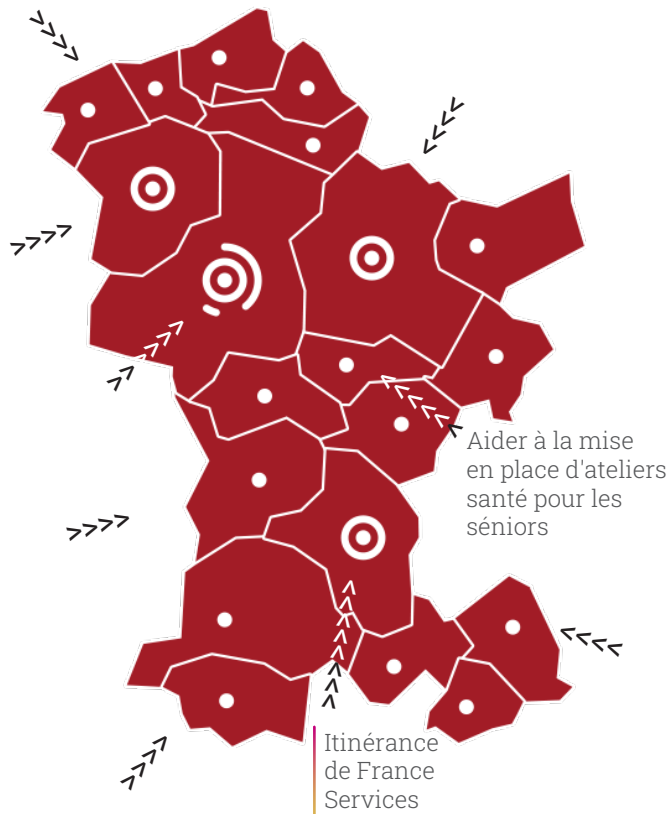 Aider à la mise
en place d'ateliers
santé pour les
séniors
Itinérance
de France
Services